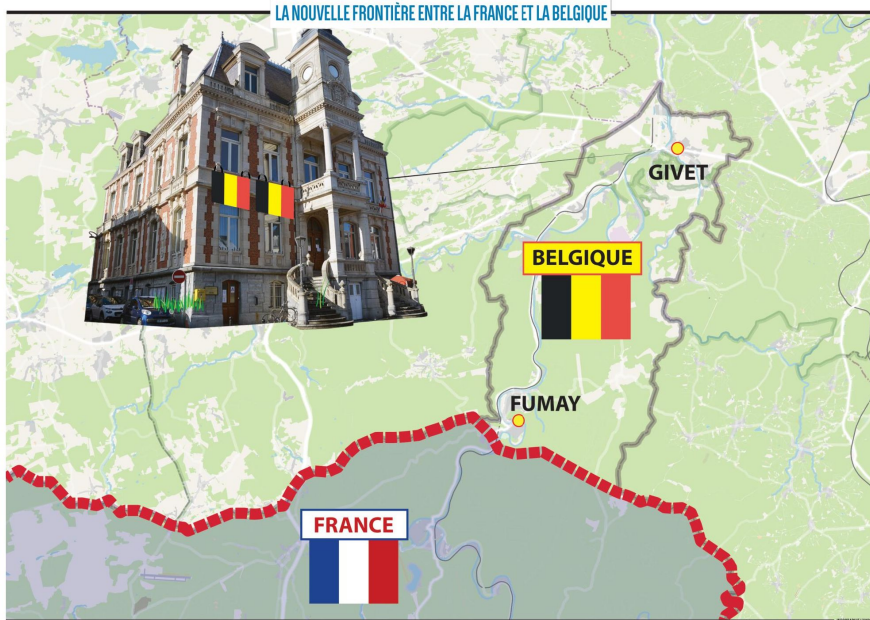 LA NOUVELLE FRONTIÈRE ENTRE LA FRANCE ET LA BELGIQUE
GIVET
BELGIQUE
FUMAY
FRANCE